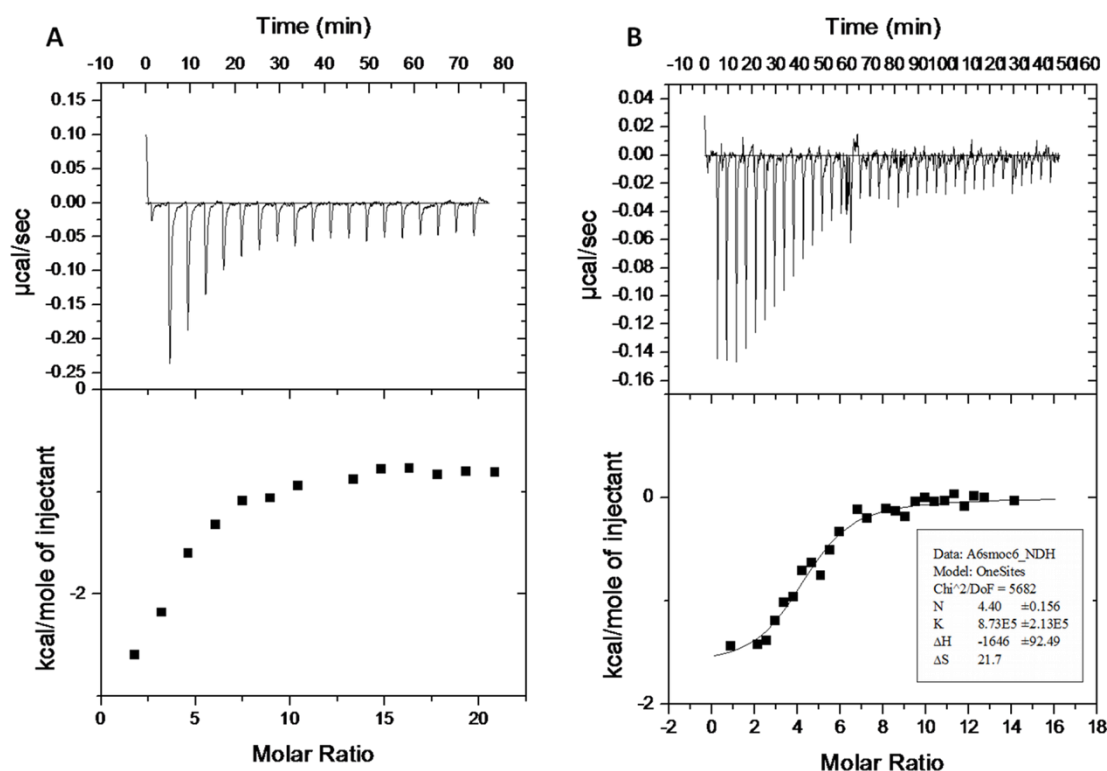 A
Time (min)
-10 0 10 20 30 40 50 60 70 80
0.15
0.10
0.05
0.00
-0.05
-0.10
-0.15
-0.20
-0.25
µcal/sec
0
-2
kcal/mole of injectant
0 5 10 15 20
Molar Ratio
B
Time (min)
-10 0 10 20 30 40 50 60 70 80 90 100 110 120 130 140 150 160
0.04
0.02
0.00
-0.02
-0.04
-0.06
-0.08
-0.10
-0.12
-0.14
-0.16
µcal/sec
0
-2
kcal/mole of injectant
Data: A6smoc6_NDH
Model: OneSites
Chi^2/DoF = 5682
N 4.40 ±0.156
K 8.73E5 ±2.13E5
ΔH -1646 ±92.49
ΔS 21.7
-2 0 2 4 6 8 10 12 14 16 18
Molar Ratio